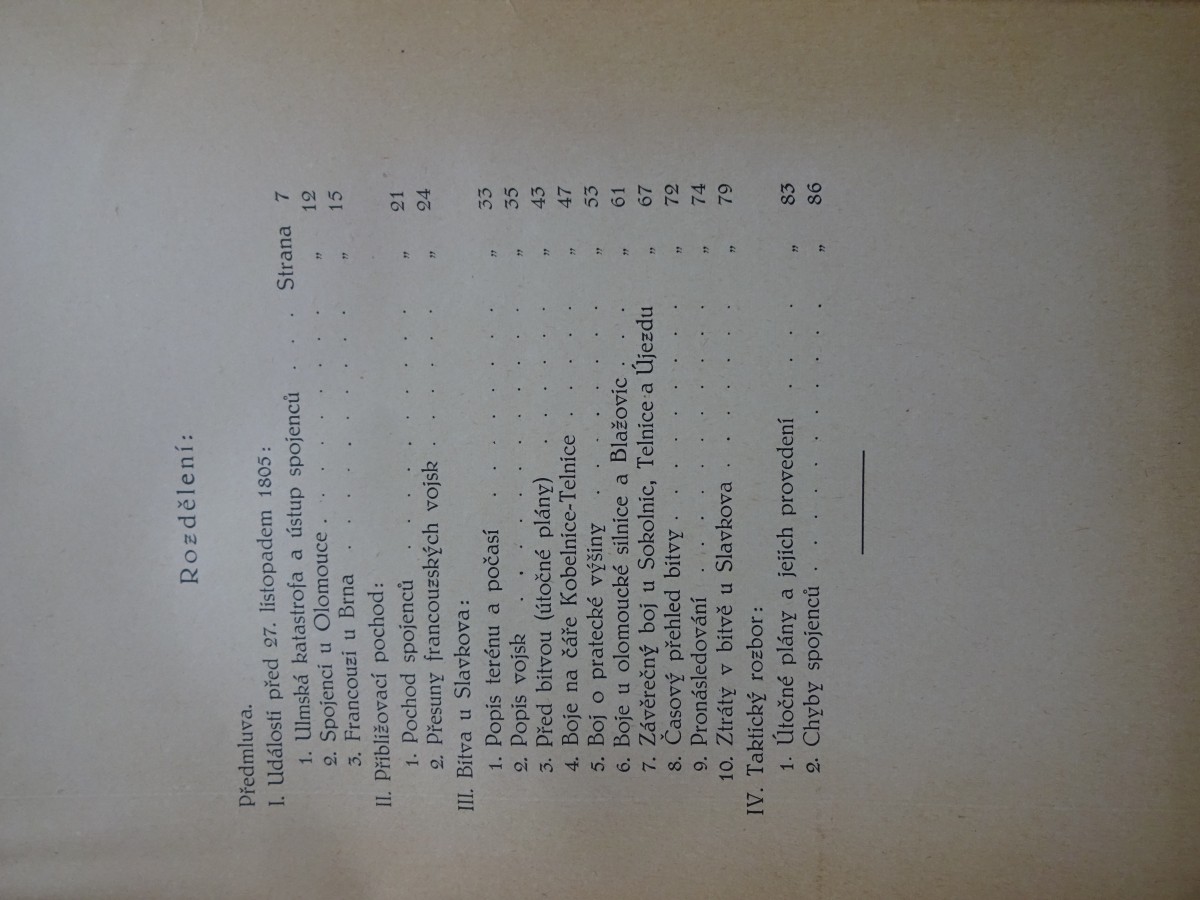 Rozdělení:
Předmluva.
I. Události před 27. listopadem 1805:
1. Ulmská katastrofa a ústup spojenců . . . Strana 7
2. Spojenci u Olomouce . . . . . . . . . „ 12
3. Francouzi u Brna . . . . . . . . „ 15
II. Přibližovací pochod:
1. Pochod spojenců . . . . . . . . „ 21
2. Přesuny francouzských vojsk . . . . . . „ 24
III. Bitva u Slavkova:
1. Popis terénu a počasí . . . . . . . „ 33
2. Popis vojsk . . . . . . . . . . „ 35
3. Před bitvou (útočné plány) . . . . . . „ 43
4. Boje na čáře Kobelnice-Telnice . . . . . „ 47
5. Boj o pratecké výšiny . . . . . . . . „ 53
6. Boje u olomoucké silnice a Blažovic . . . „ 61
7. Závěrečný boj u Sokolnic, Telnice a Újezdu „ 67
8. Časový přehled bitvy . . . . . . . . „ 72
9. Pronásledování . . . . . . . . . . „ 74
10. Ztráty v bitvě u Slavkova . . . . . . . „ 79
IV. Taktický rozbor:
1. Útočné plány a jejich provedení . . . . „ 83
2. Chyby spojenců . . . . . . . . . . „ 86